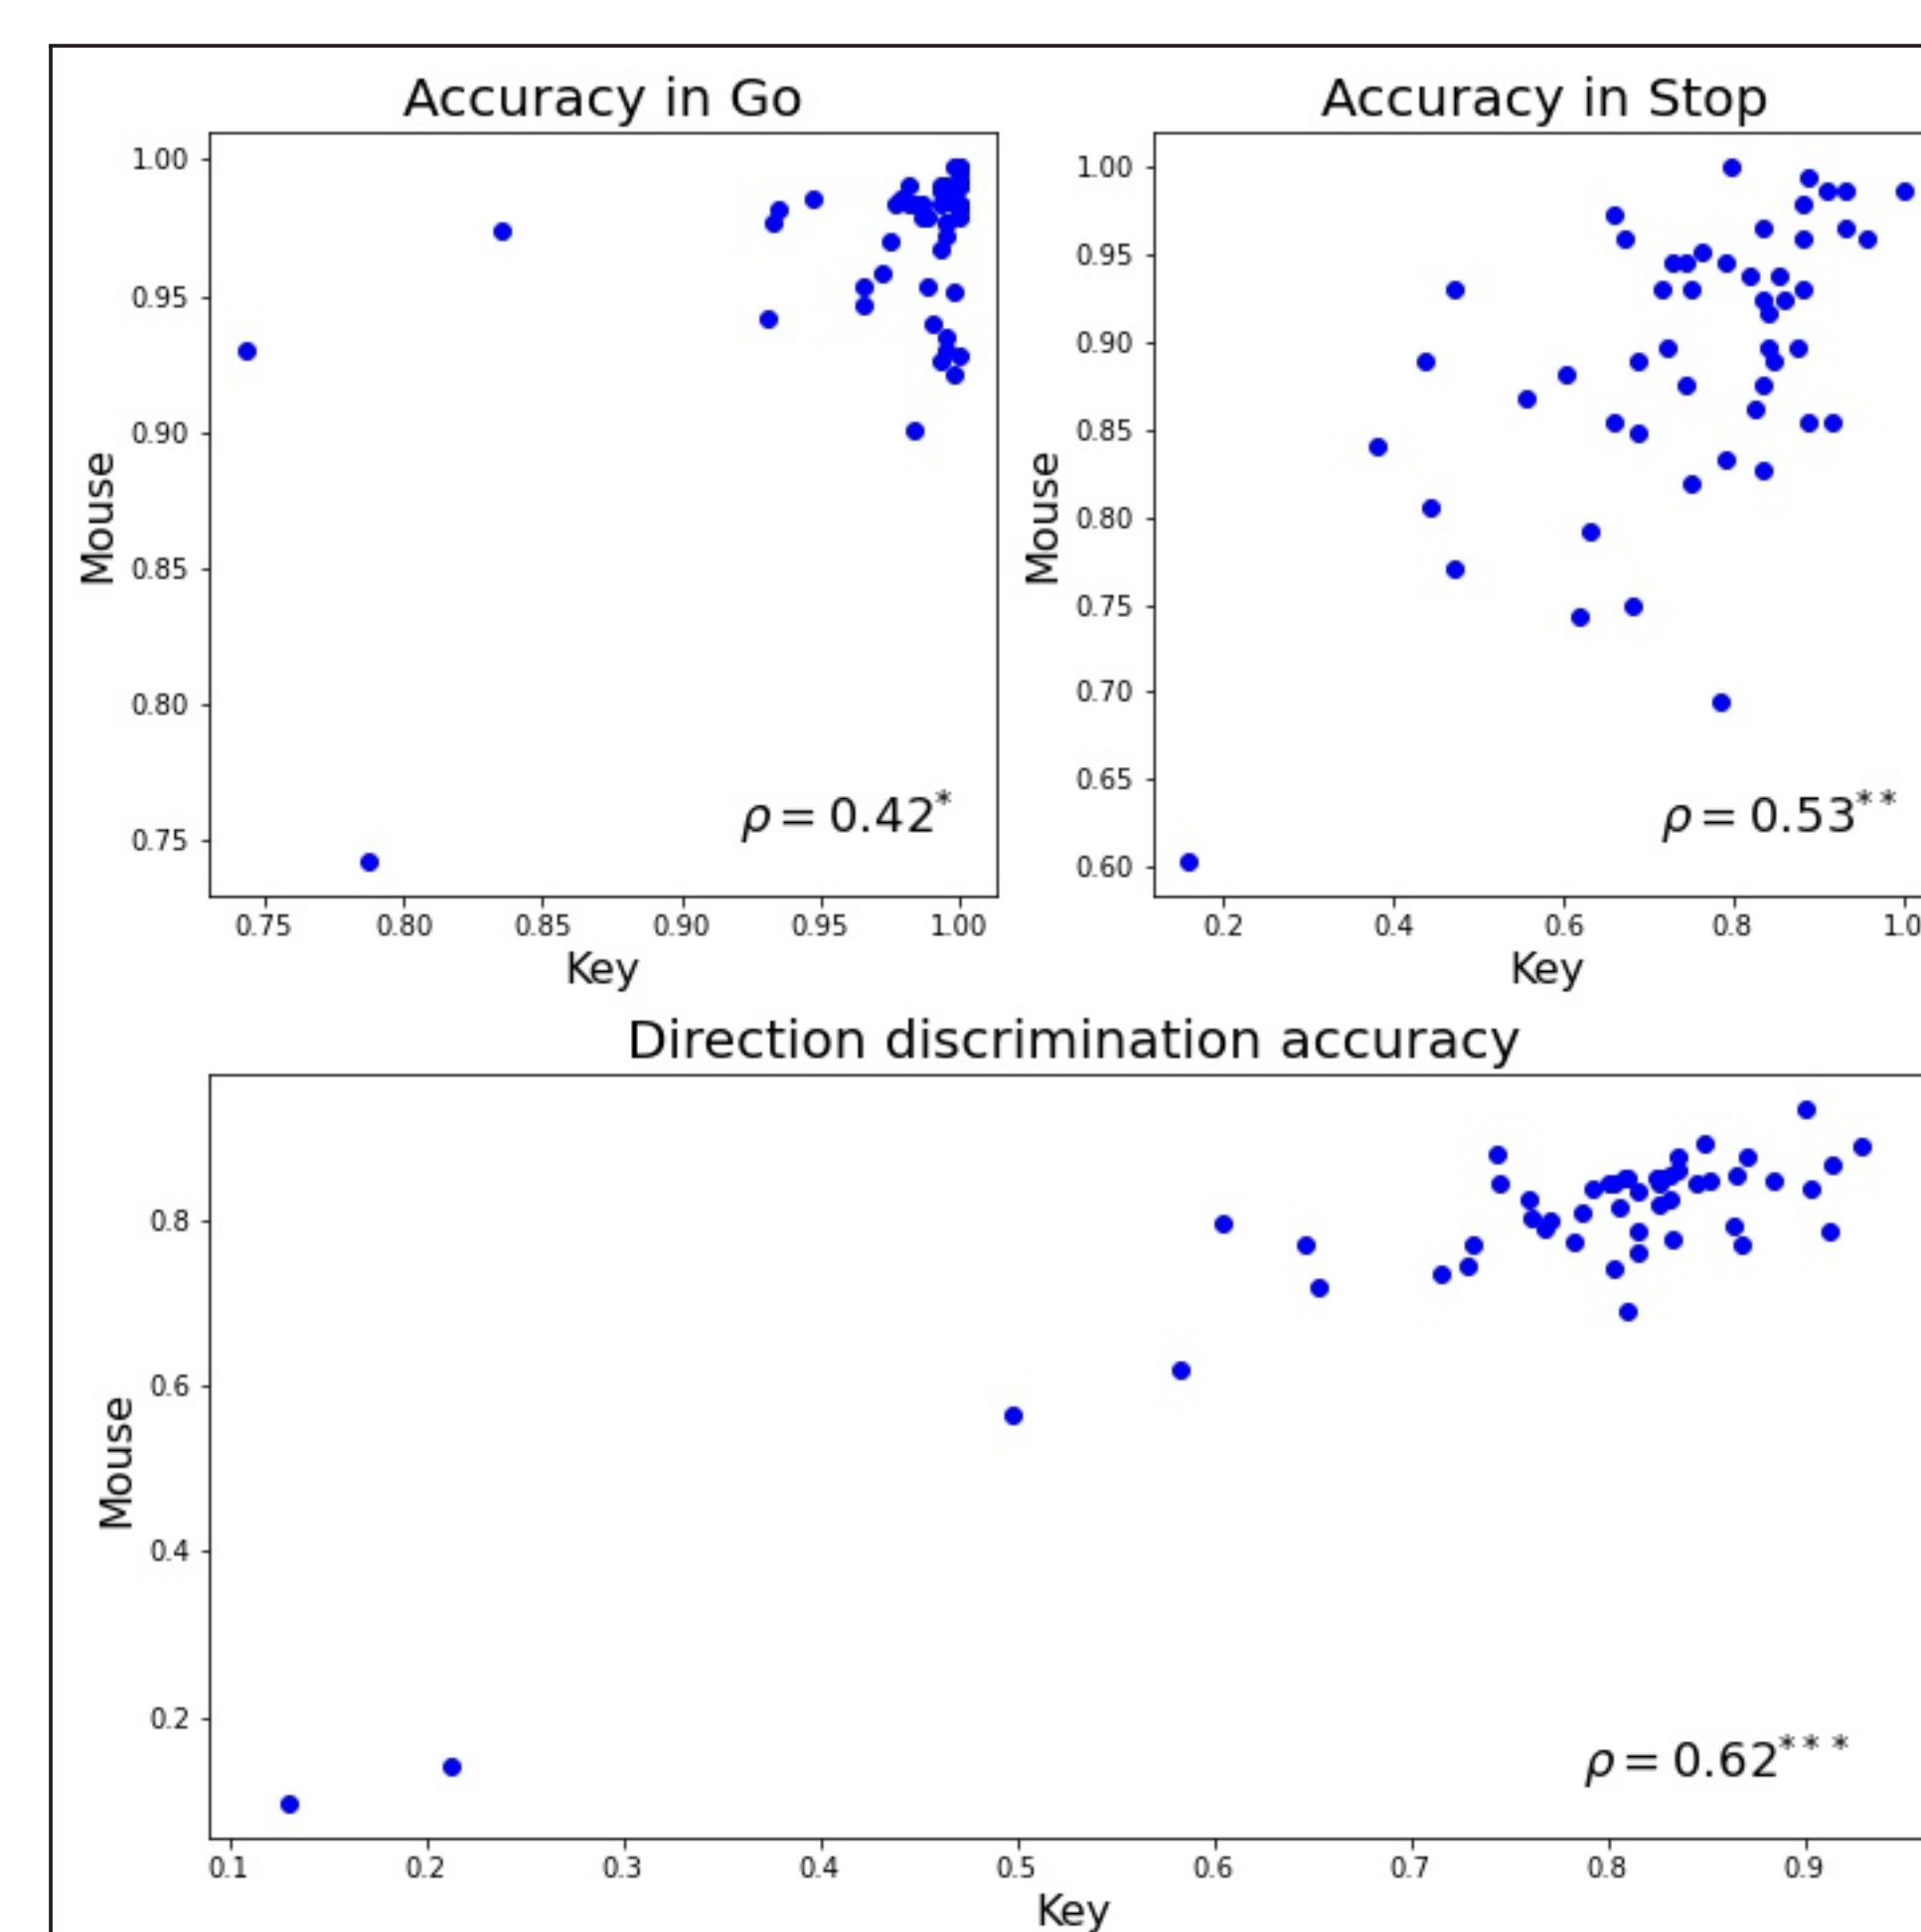 Accuracy in Go
Mouse
1.00
0.95
0.90
0.85
0.80
0.75
ρ = 0.42*
0.75 0.80 0.85 0.90 0.95 1.00
Key
Accuracy in Stop
Mouse
1.00
0.95
0.90
0.85
0.80
0.75
0.70
0.65
0.60
ρ = 0.53**
0.2 0.4 0.6 0.8 1.0
Key
Direction discrimination accuracy
Mouse
0.8
0.6
0.4
0.2
ρ = 0.62***
0.1 0.2 0.3 0.4 0.5 0.6 0.7 0.8 0.9
Key